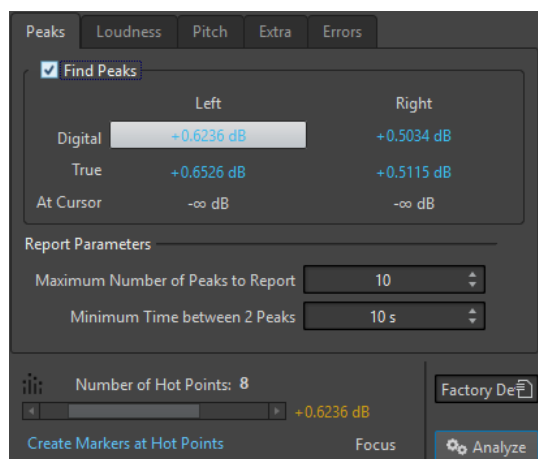 Peaks Loudness Pitch Extra Errors
Find Peaks
Left Right
Digital +0.6236 dB +0.5034 dB
True +0.6526 dB +0.5115 dB
At Cursor -∞ dB -∞ dB
Report Parameters
Maximum Number of Peaks to Report 10
Minimum Time between 2 Peaks 10 s
Number of Hot Points: 8
Factory De
+0.6236 dB
Create Markers at Hot Points Focus Analyze